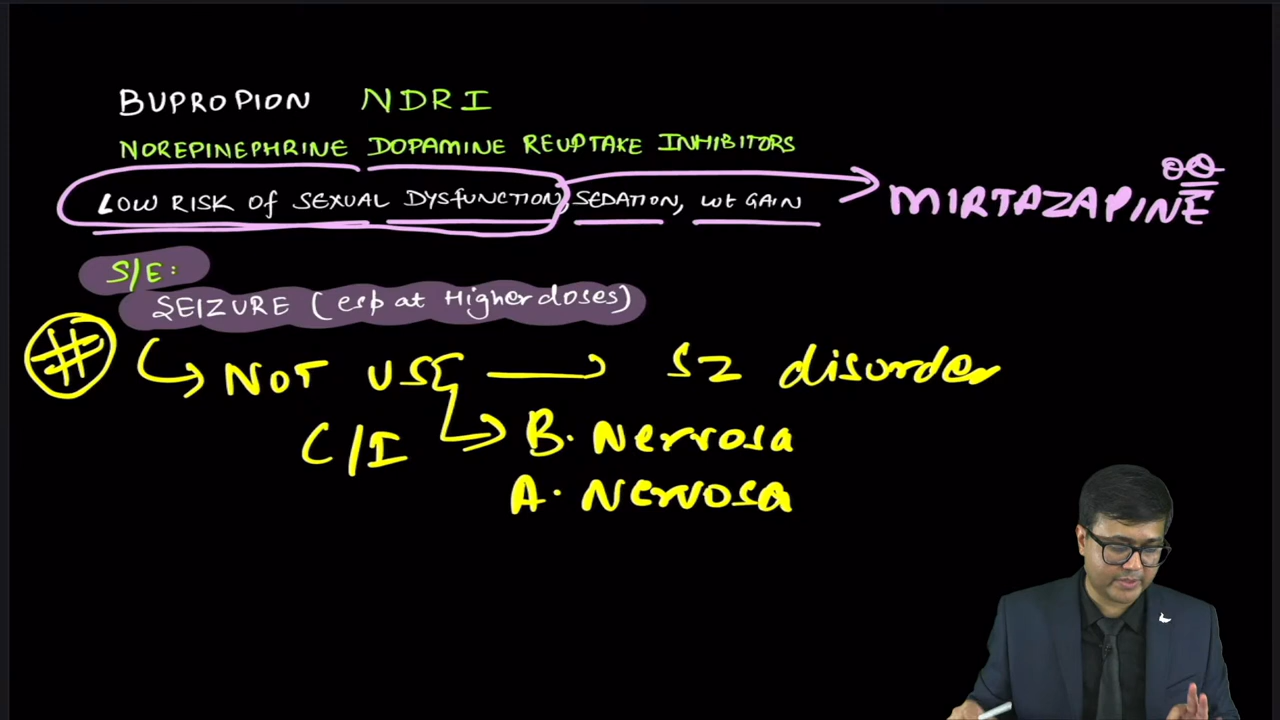 BUPROPION NDRI
NOREPINEPHRINE DOPAMINE REUPTAKE INHIBITORS
LOW RISK OF SEXUAL DYSFUNCTION, SEDATION, WE GAIN → MIRTAZAPINE
S/E:
SEIZURE (esp at Higher doses)
# NOT USE SZ disorder
C/I B. Nervosa
A. Nervosa